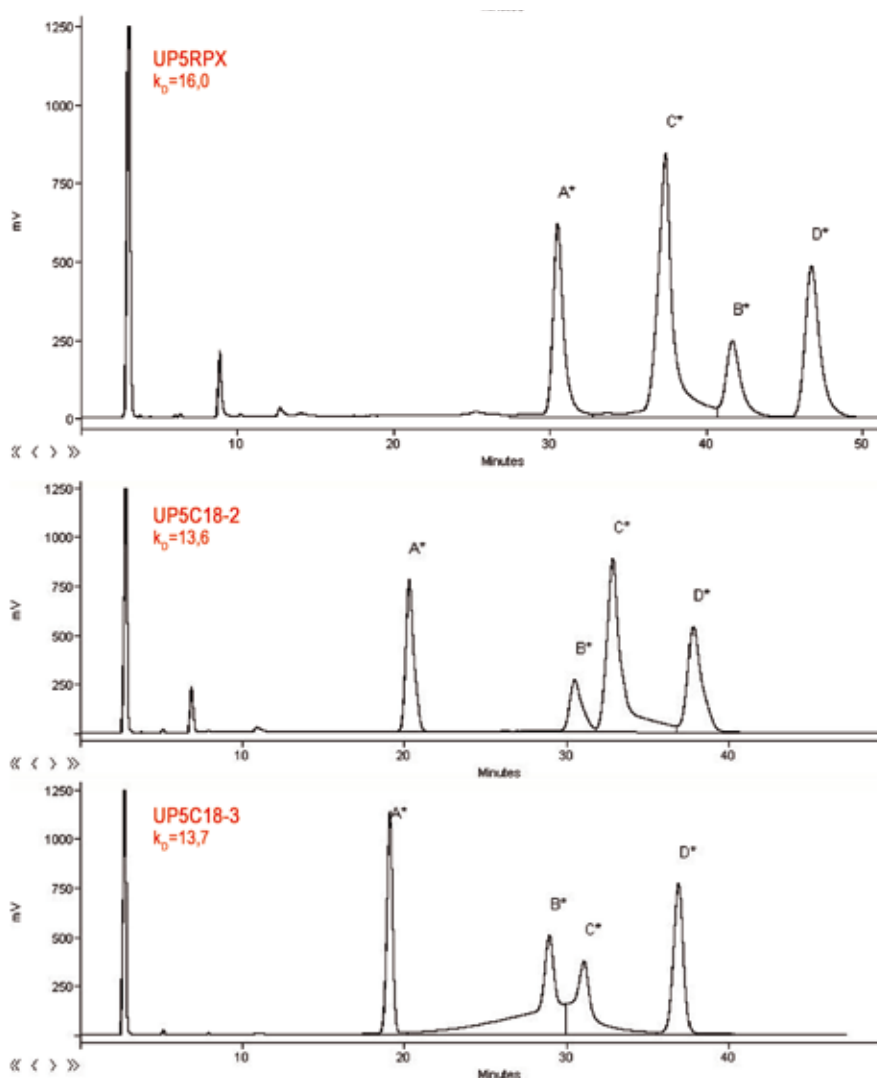 1250
UP5RPX
kD=16,0
1000
C*
750
A*
mV
D*
500
B*
250
0
10
20
30
40
50
Minutes
« < > »
1250
UP5C18-2
kD=13,6
1000
C*
A*
750
mV
D*
500
B*
250
10
20
30
40
Minutes
« < > »
1250
UP5C18-3
kD=13,7
A*
1000
D*
750
mV
B*
500
C*
250
10
20
30
40
Minutes
« < > »